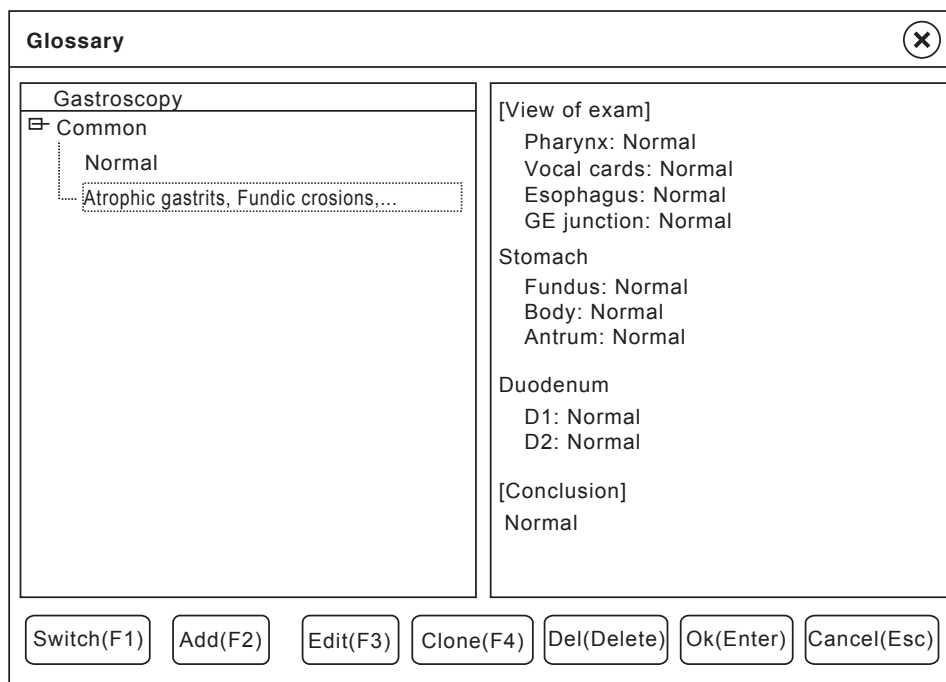 Glossary
Gastroscopy
Common
Normal
Atrophic gastrits, Fundic crosions,...
[View of exam]
Pharynx: Normal
Vocal cards: Normal
Esophagus: Normal
GE junction: Normal
Stomach
Fundus: Normal
Body: Normal
Antrum: Normal
Duodenum
D1: Normal
D2: Normal
[Conclusion]
Normal
Switch(F1) Add(F2) Edit(F3) Clone(F4) Del(Delete) Ok(Enter) Cancel(Esc)